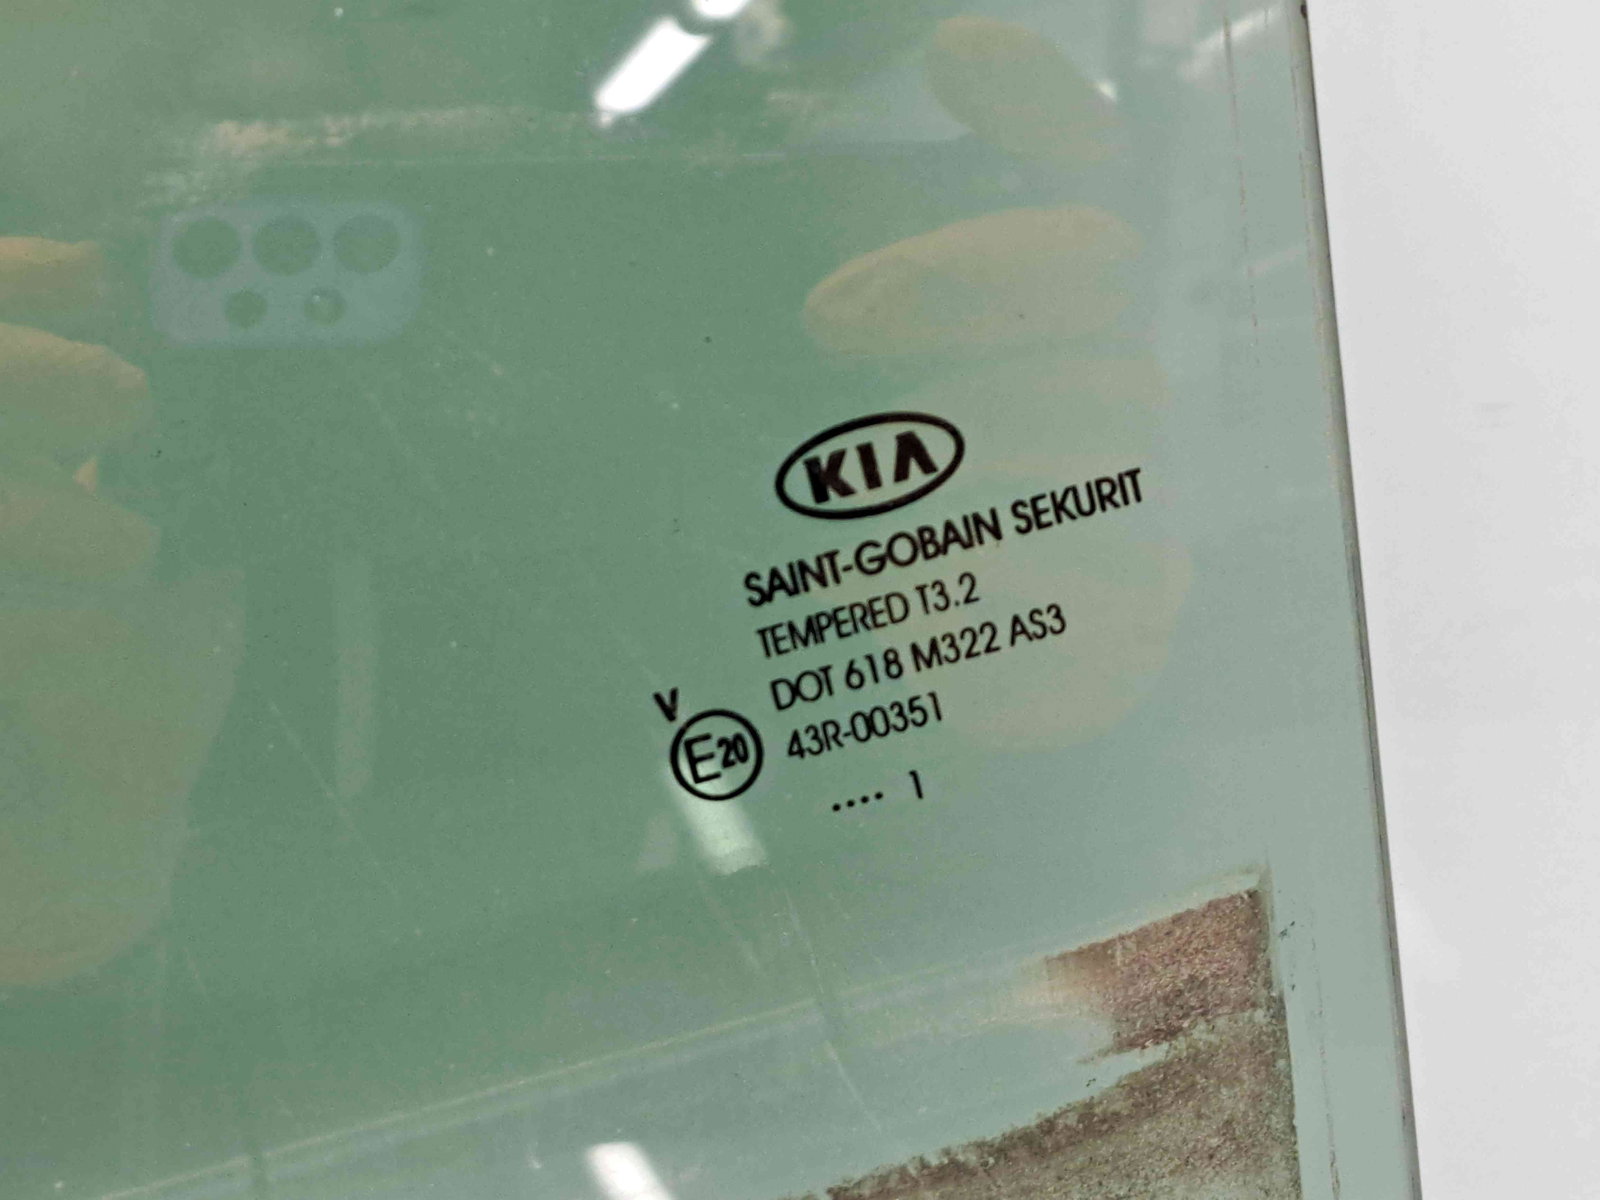 KIA
SAINT-GOBAIN SEKURIT
TEMPERED T3.2
DOT 618 M322 AS3
V
E20 43R-00351
.... 1